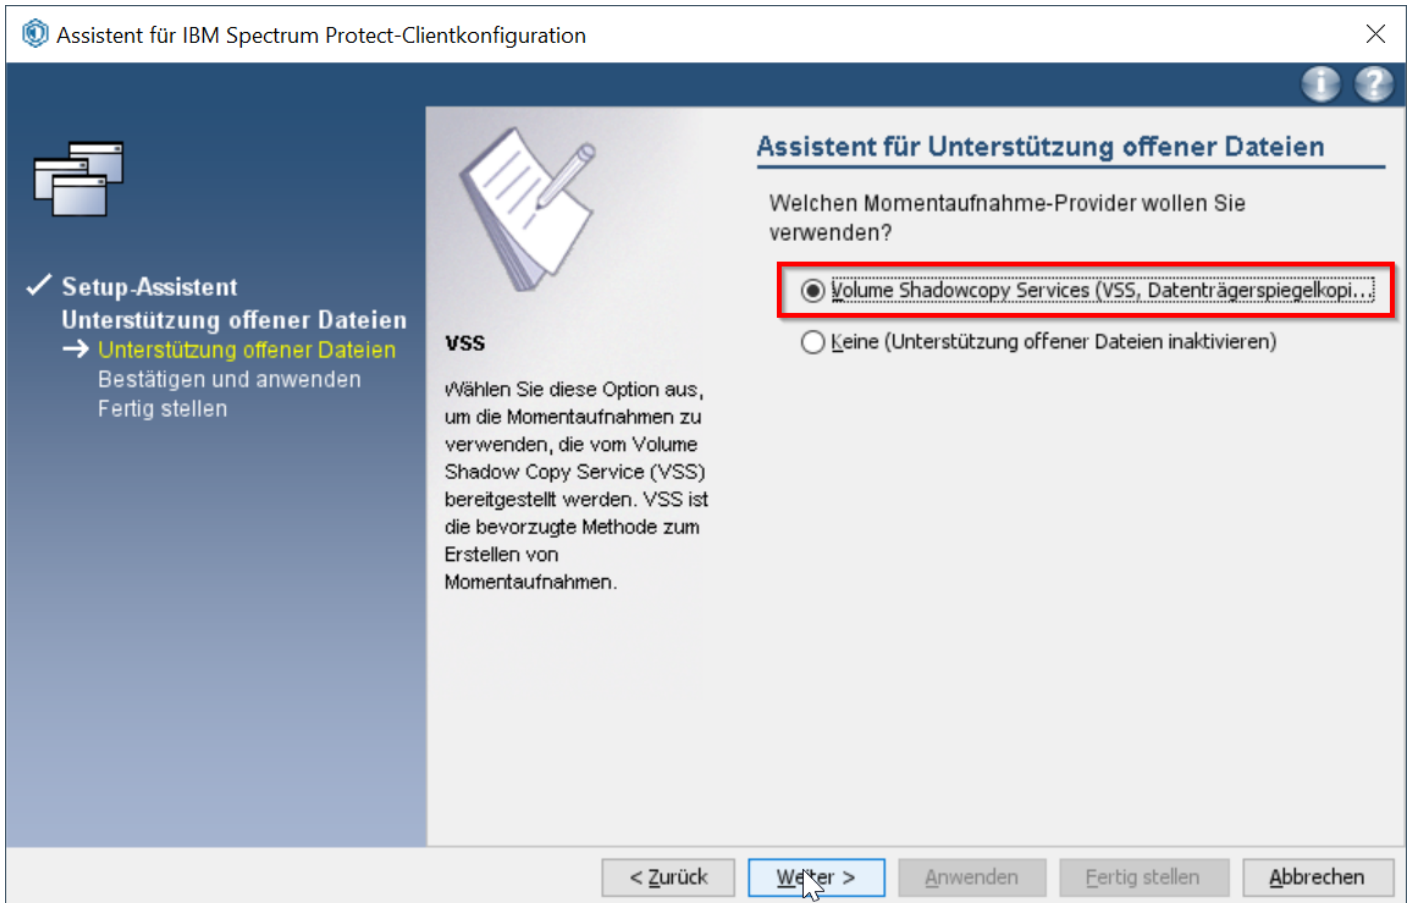 Assistent für IBM Spectrum Protect-Clientkonfiguration
Setup-Assistent
Unterstützung offener Dateien
Unterstützung offener Dateien
Bestätigen und anwenden
Fertig stellen
VSS
Wählen Sie diese Option aus,
um die Momentaufnahmen zu
verwenden, die vom Volume
Shadow Copy Service (VSS)
bereitgestellt werden. VSS ist
die bevorzugte Methode zum
Erstellen von
Momentaufnahmen.
Assistent für Unterstützung offener Dateien
Welchen Momentaufnahme-Provider wollen Sie
verwenden?
Volume Shadowcopy Services (VSS, Datenträgerspiegelkopi...
Keine (Unterstützung offener Dateien inaktivieren)
< Zurück
Weiter >
Anwenden
Fertig stellen
Abbrechen